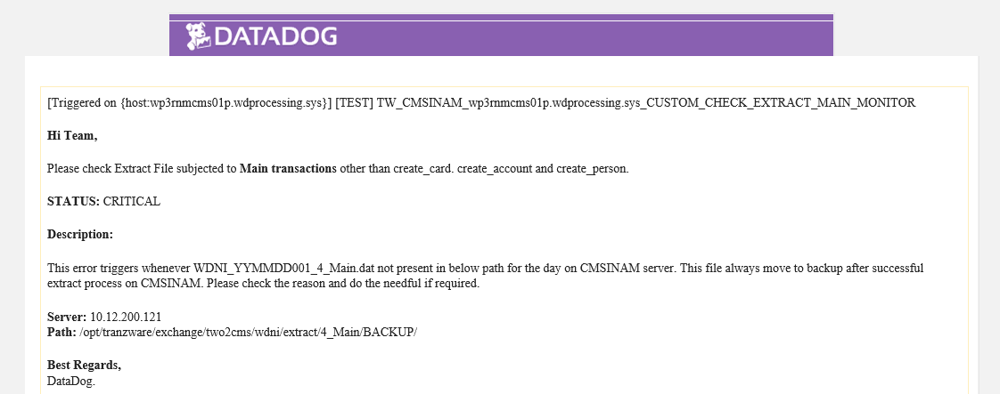 DATADOG
[Triggered on {host:wp3rnmcms01p.wdprocessing.sys}] [TEST] TW_CMSINAM_wp3rnmcms01p.wdprocessing.sys_CUSTOM_CHECK_EXTRACT_MAIN_MONITOR
Hi Team,
Please check Extract File subjected to Main transactions other than create_card. create_account and create_person.
STATUS: CRITICAL
Description:
This error triggers whenever WDNI_YYMMDD001_4_Main.dat not present in below path for the day on CMSINAM server. This file always move to backup after successful
extract process on CMSINAM. Please check the reason and do the needful if required.
Server: 10.12.200.121
Path: /opt/tranzware/exchange/two2cms/wdni/extract/4_Main/BACKUP/
Best Regards,
DataDog.